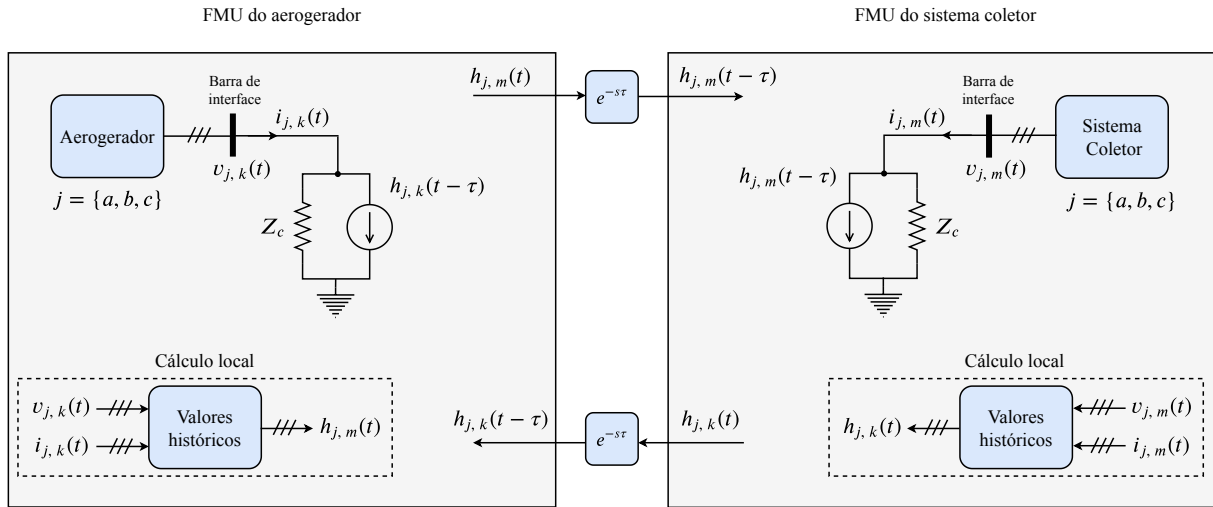 FMU do aerogerador
FMU do sistema coletor
Barra de
interface
Aerogerador
i_{j, k}(t)
v_{j, k}(t)
j = {a, b, c}
Z_c
h_{j, k}(t − τ)
h_{j, m}(t)
e^{−sτ}
h_{j, m}(t − τ)
Barra de
interface
i_{j, m}(t)
v_{j, m}(t)
Sistema
Coletor
j = {a, b, c}
h_{j, m}(t − τ)
Z_c
Cálculo local
v_{j, k}(t)
i_{j, k}(t)
Valores
históricos
h_{j, m}(t)
h_{j, k}(t − τ)
e^{−sτ}
h_{j, k}(t)
Cálculo local
h_{j, k}(t)
Valores
históricos
v_{j, m}(t)
i_{j, m}(t)